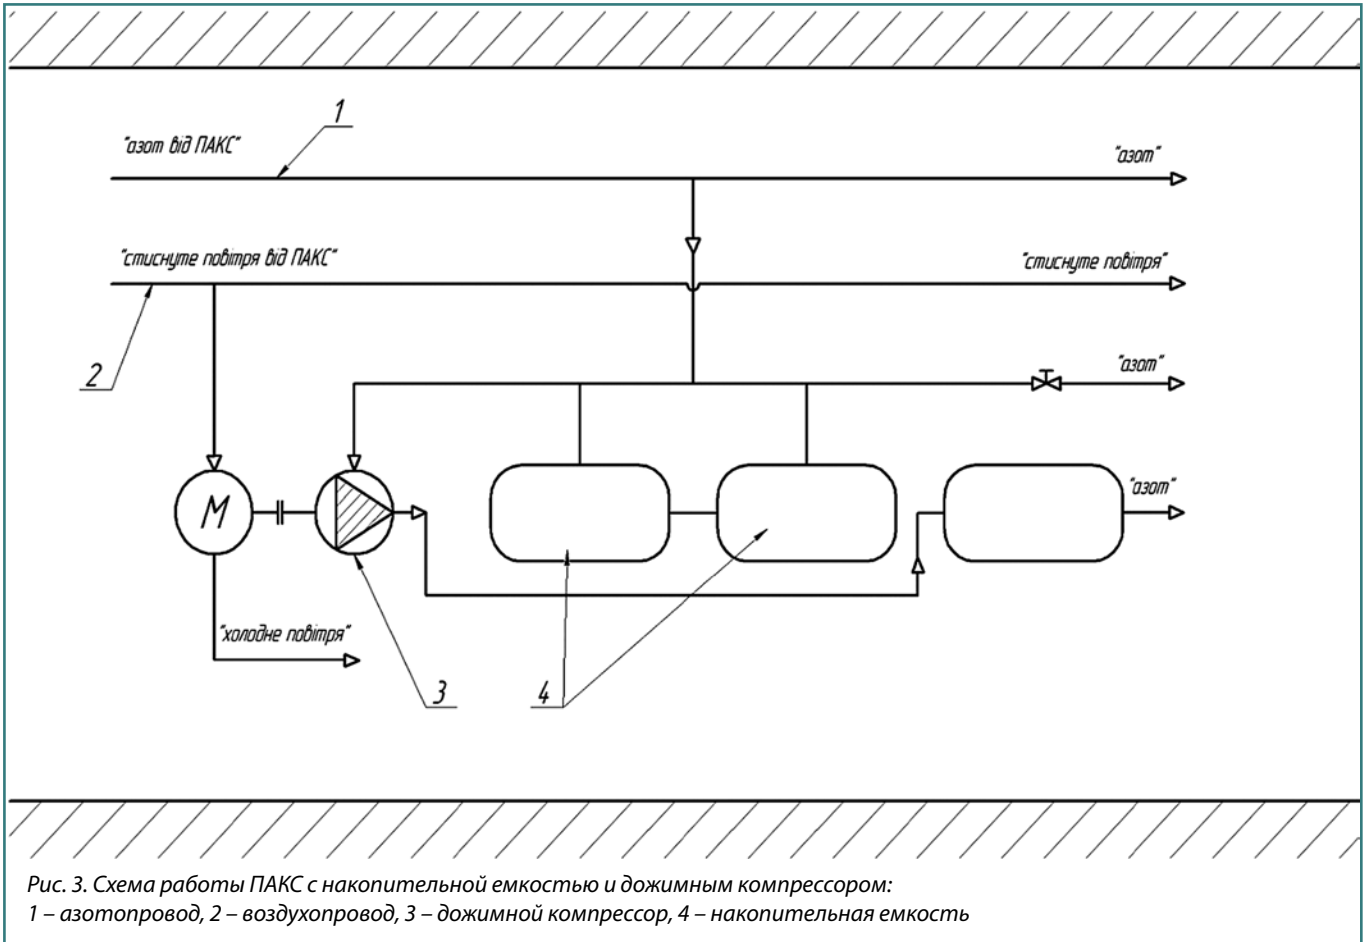 1
"азот від ПАКС"
"азот"
"стиснуте повітря від ПАКС"
"стиснуте повітря"
2
"азот"
М
"азот"
"холодне повітря"
3
4
Рис. 3. Схема работы ПАКС с накопительной емкостью и дожимным компрессором:
1 – азотопровод, 2 – воздухопровод, 3 – дожимной компрессор, 4 – накопительная емкость